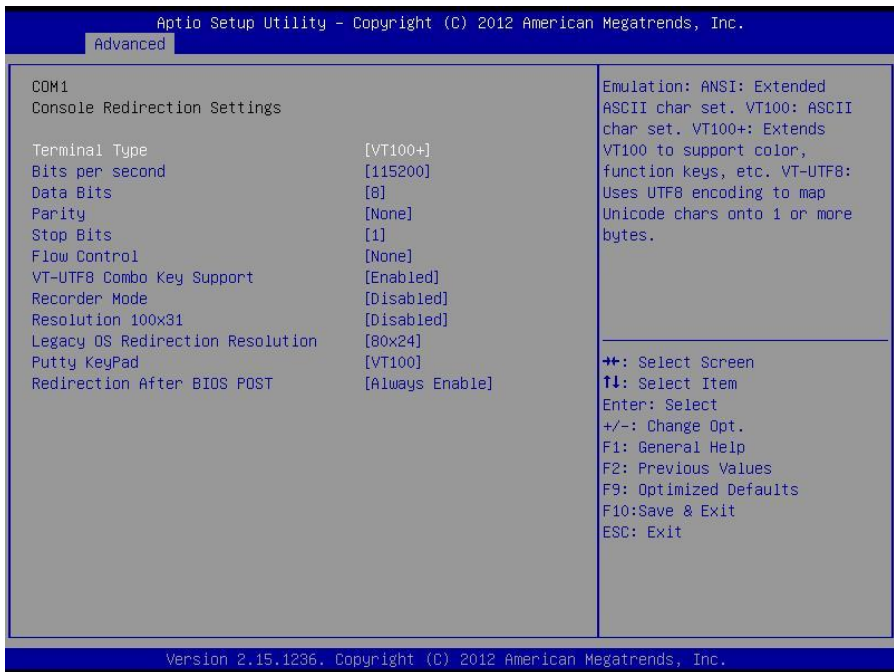 Aptio Setup Utility – Copyright (C) 2012 American Megatrends, Inc.
Advanced
COM1
Console Redirection Settings
Terminal Type [VT100+]
Bits per second [115200]
Data Bits [8]
Parity [None]
Stop Bits [1]
Flow Control [None]
VT-UTF8 Combo Key Support [Enabled]
Recorder Mode [Disabled]
Resolution 100x31 [Disabled]
Legacy OS Redirection Resolution [80x24]
Putty KeyPad [VT100]
Redirection After BIOS POST [Always Enable]
Emulation: ANSI: Extended
ASCII char set. VT100: ASCII
char set. VT100+: Extends
VT100 to support color,
function keys, etc. VT-UTF8:
Uses UTF8 encoding to map
Unicode chars onto 1 or more
bytes.
→←: Select Screen
↑↓: Select Item
Enter: Select
+/-: Change Opt.
F1: General Help
F2: Previous Values
F9: Optimized Defaults
F10:Save & Exit
ESC: Exit
Version 2.15.1236. Copyright (C) 2012 American Megatrends, Inc.